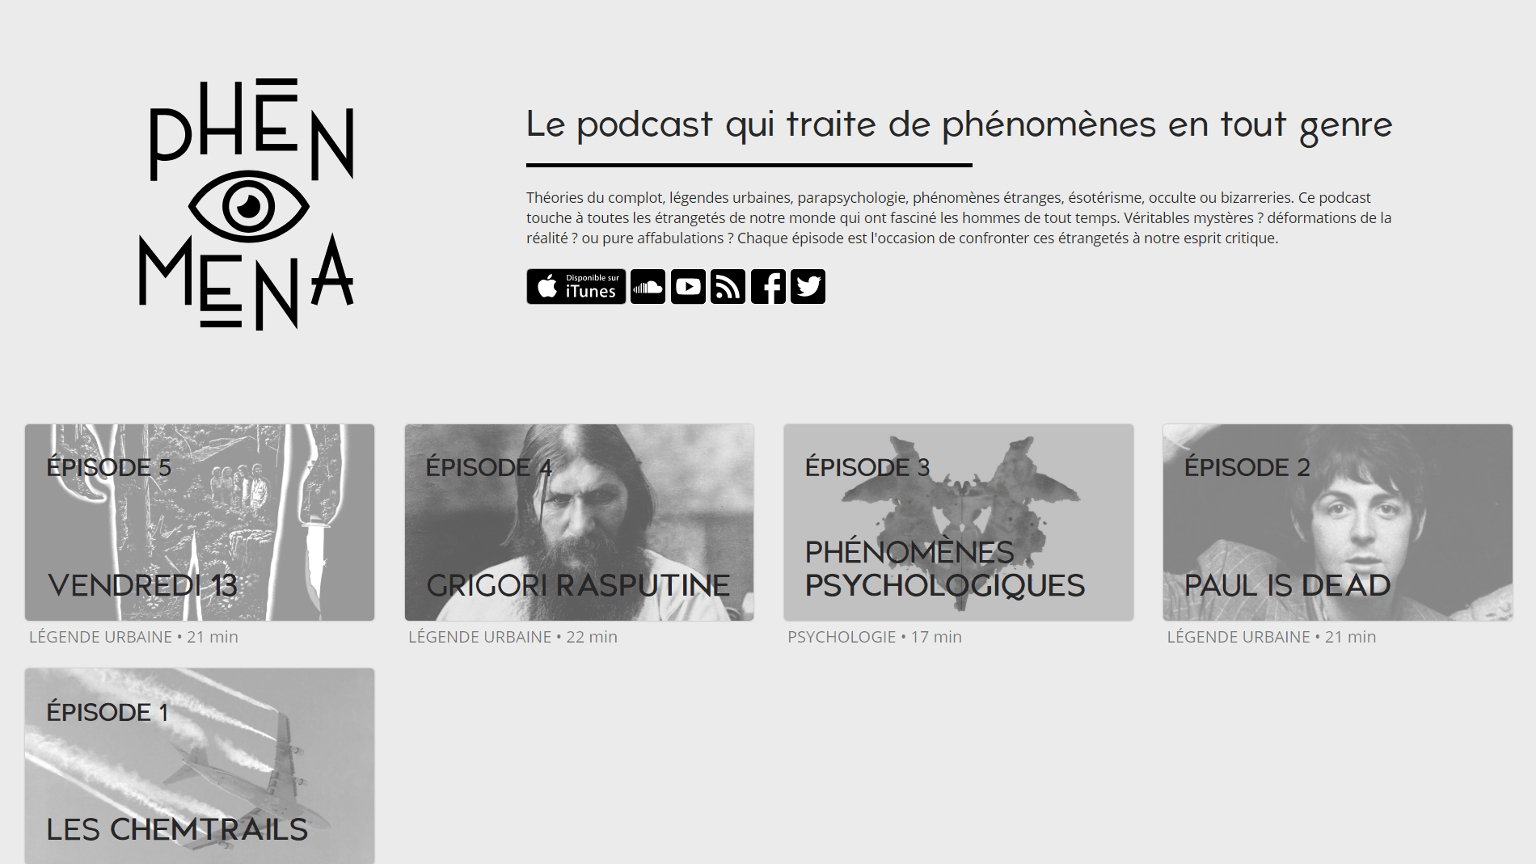 PHEN
MENA
Le podcast qui traite de phénomènes en tout genre
Théories du complot, légendes urbaines, parapsychologie, phénomènes étranges, ésotérisme, occulte ou bizarreries. Ce podcast
touche à toutes les étrangetés de notre monde qui ont fasciné les hommes de tout temps. Véritables mystères ? déformations de la
réalité ? ou pure affabulations ? Chaque épisode est l'occasion de confronter ces étrangetés à notre esprit critique.
Disponible sur
iTunes
ÉPISODE 5
VENDREDI 13
LÉGENDE URBAINE • 21 min
ÉPISODE 4
GRIGORI RASPUTINE
LÉGENDE URBAINE • 22 min
ÉPISODE 3
PHÉNOMÈNES
PSYCHOLOGIQUES
PSYCHOLOGIE • 17 min
ÉPISODE 2
PAUL IS DEAD
LÉGENDE URBAINE • 21 min
ÉPISODE 1
LES CHEMTRAILS